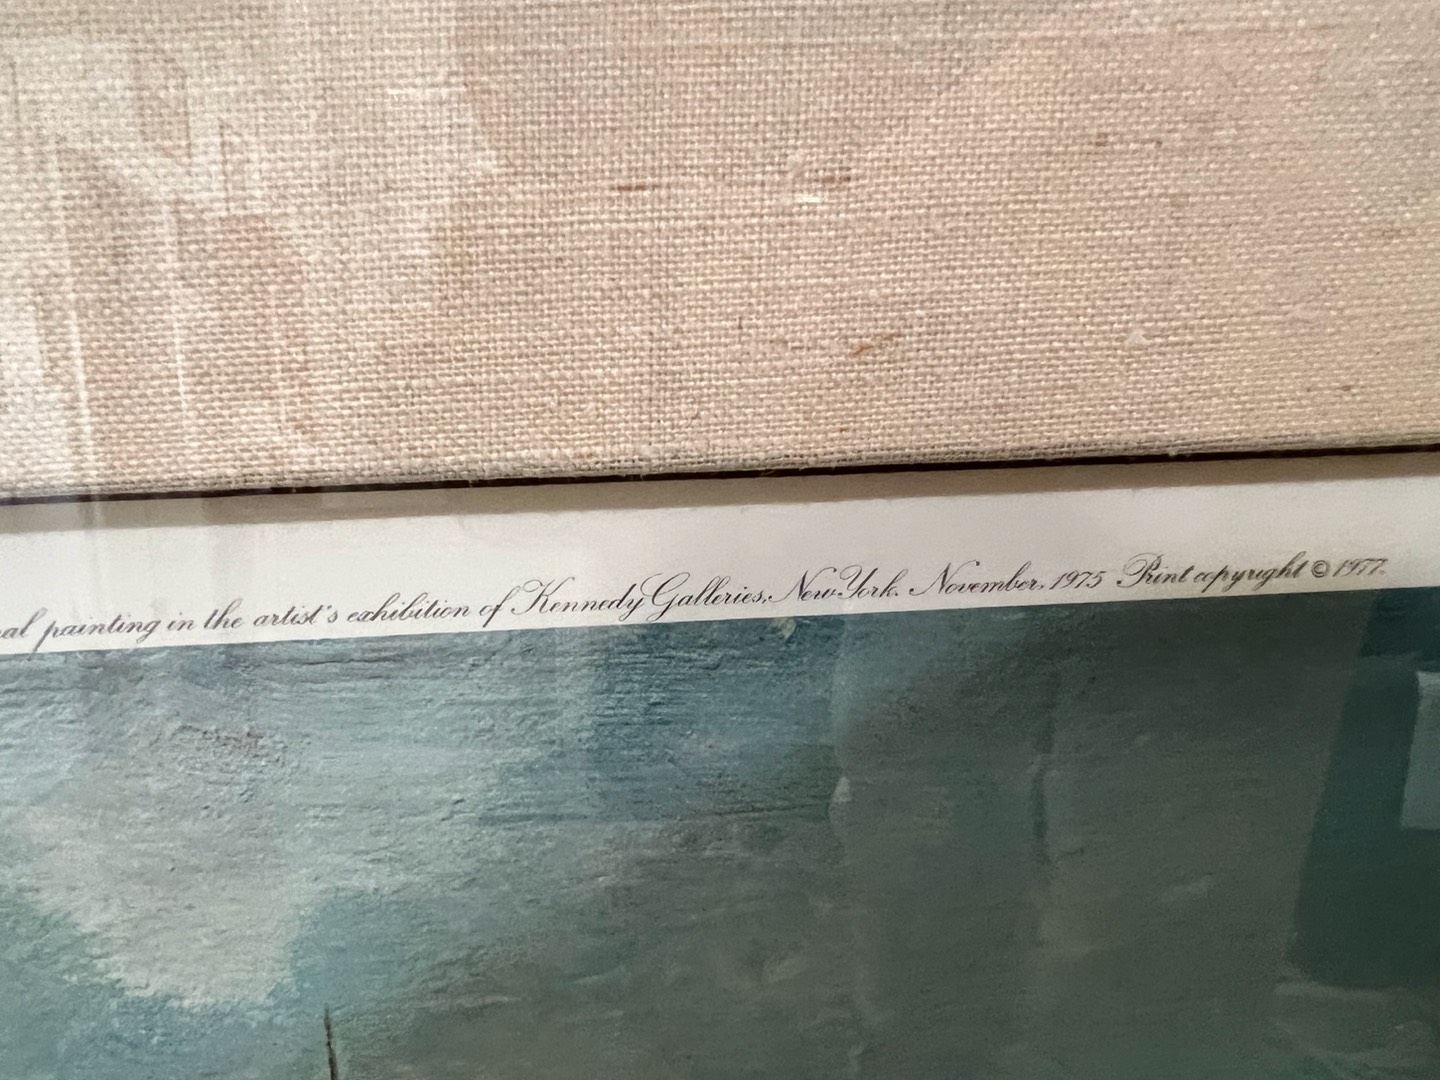 painting in the artist's exhibition of Kennedy Galleries, New York. November, 1975 Print copyright © 1977.